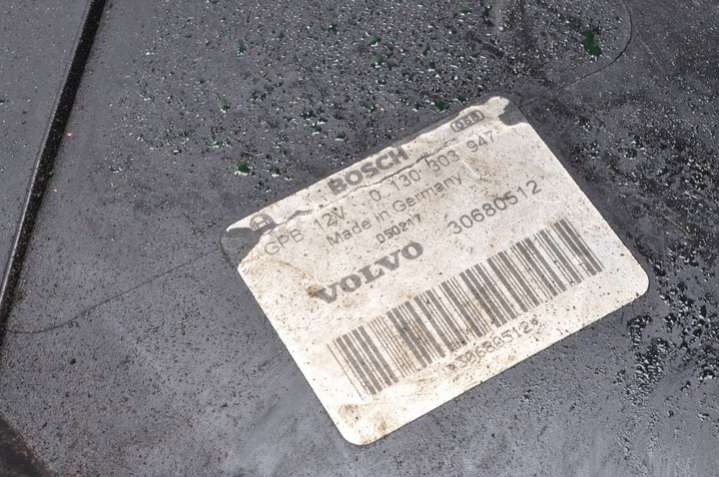 BOSCH
GPB 12V 0 130 303 947
Made in Germany
050217
VOLVO 30680512
*30680512*